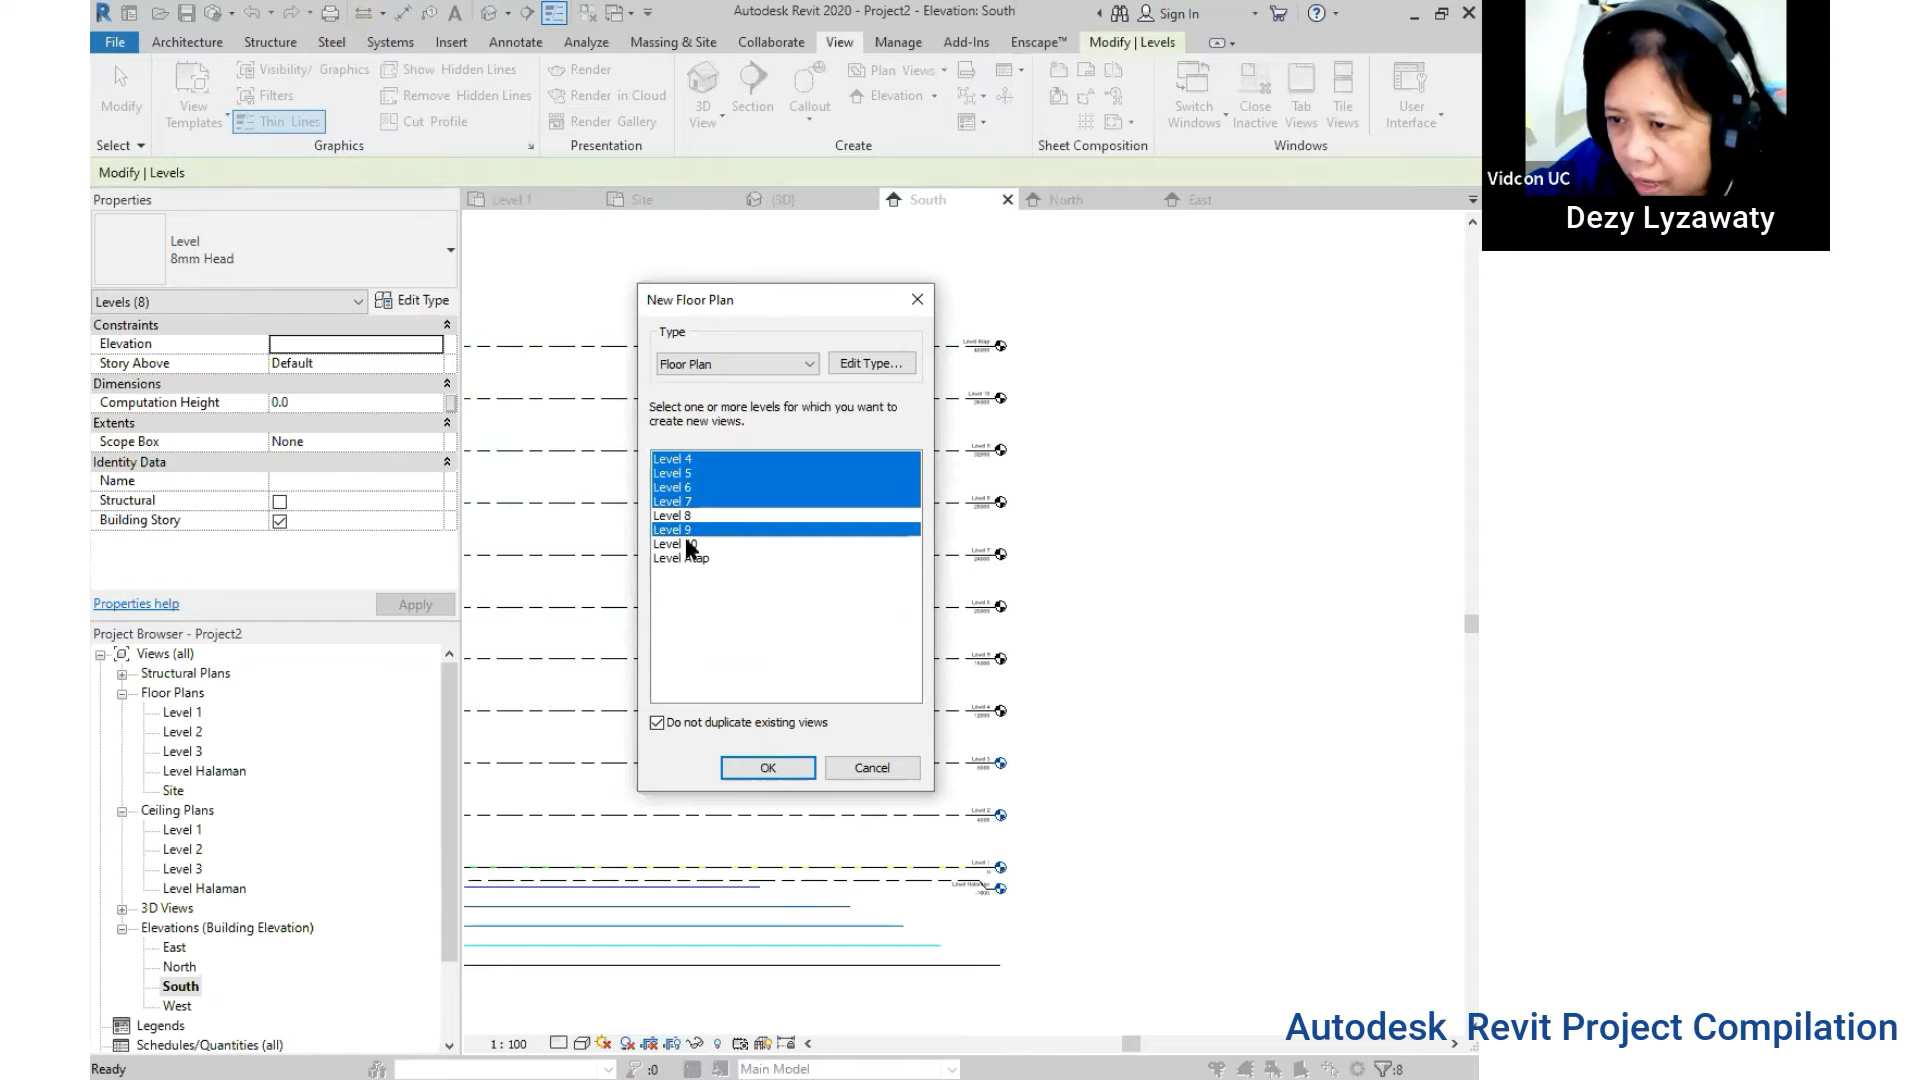 Autodesk Revit 2020 - Project2 - Elevation: South
Sign In
File Architecture Structure Steel Systems Insert Annotate Analyze Massing & Site Collaborate View Manage Add-Ins Enscape™ Modify | Levels
Modify
View Templates
Visibility/ Graphics
Filters
Thin Lines
Show Hidden Lines
Remove Hidden Lines
Cut Profile
Render
Render in Cloud
Render Gallery
3D View
Section
Callout
Plan Views
Elevation
Switch Windows
Close Inactive
Tab Views
Tile Views
User Interface
Select Graphics Presentation Create Sheet Composition Windows
Modify | Levels
Vidcon UC
Dezy Lyzawaty
Properties
Level 1 Site {3D} South North East
Level
8mm Head
Levels (8) Edit Type
Constraints
Elevation
Story Above Default
Dimensions
Computation Height 0.0
Extents
Scope Box None
Identity Data
Name
Structural
Building Story
Properties help Apply
New Floor Plan
Type
Floor Plan Edit Type...
Select one or more levels for which you want to
create new views.
Level 4
Level 5
Level 6
Level 7
Level 8
Level 9
Level 10
Level Atap
Do not duplicate existing views
OK Cancel
Project Browser - Project2
Views (all)
Structural Plans
Floor Plans
Level 1
Level 2
Level 3
Level Halaman
Site
Ceiling Plans
Level 1
Level 2
Level 3
Level Halaman
3D Views
Elevations (Building Elevation)
East
North
South
West
Legends
Schedules/Quantities (all)
1 : 100
Ready :0 Main Model :8
Autodesk Revit Project Compilation